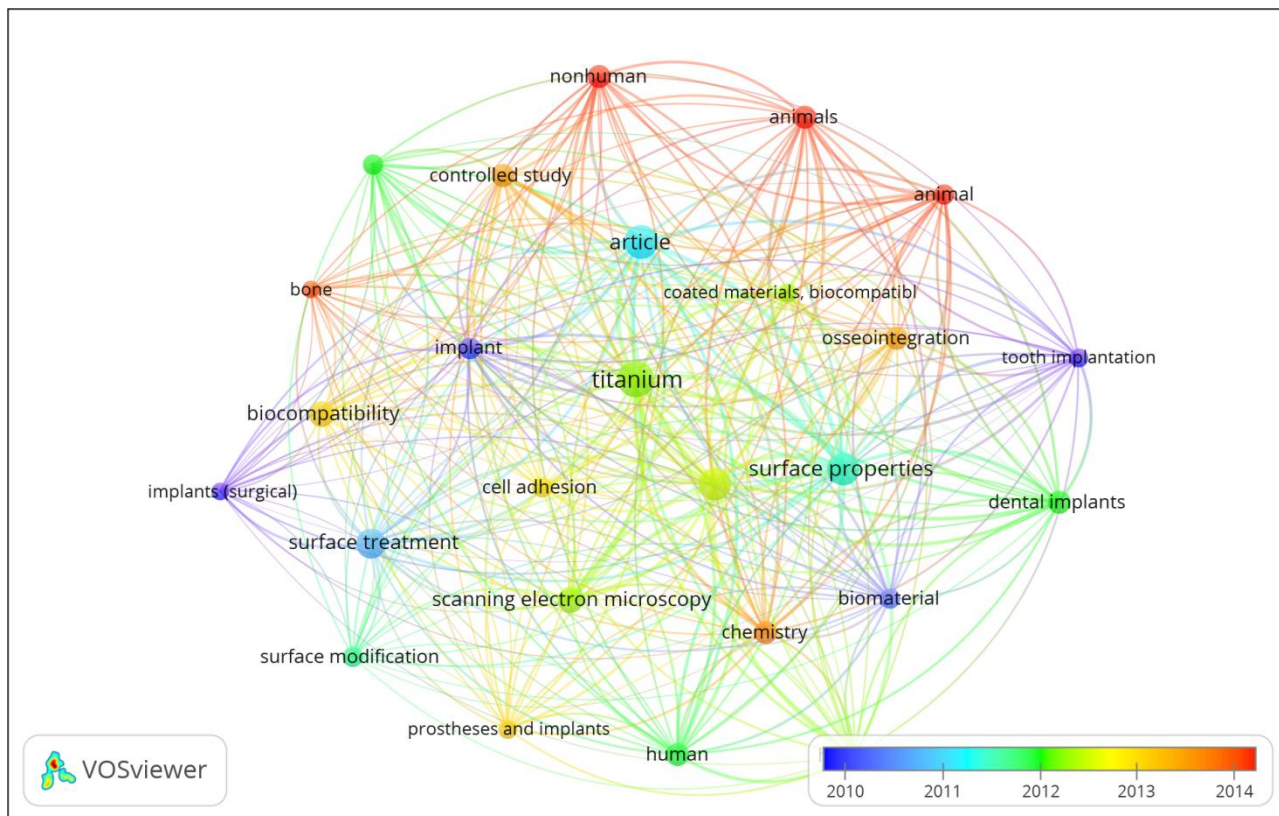 nonhuman
animals
controlled study
animal
article
bone
coated materials, biocompatibl
osseointegration
implant
tooth implantation
titanium
biocompatibility
surface properties
cell adhesion
implants (surgical)
dental implants
surface treatment
scanning electron microscopy
biomaterial
chemistry
surface modification
prostheses and implants
human
VOSviewer
2010 2011 2012 2013 2014